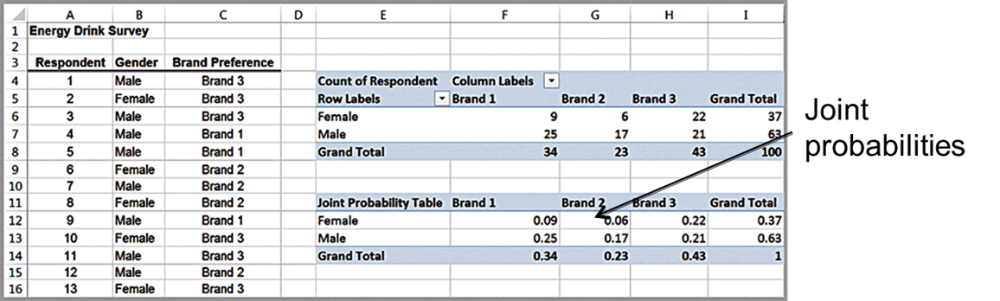 A B C D E F G H I
1 Energy Drink Survey
2
3 Respondent Gender Brand Preference
4 1 Male Brand 3 Count of Respondent Column Labels
5 2 Female Brand 3 Row Labels Brand 1 Brand 2 Brand 3 Grand Total
6 3 Male Brand 3 Female 9 6 22 37
7 4 Male Brand 1 Male 25 17 21 63
8 5 Male Brand 1 Grand Total 34 23 43 100
9 6 Female Brand 2
10 7 Male Brand 2
11 8 Female Brand 2 Joint Probability Table Brand 1 Brand 2 Brand 3 Grand Total
12 9 Male Brand 1 Female 0.09 0.06 0.22 0.37
13 10 Female Brand 3 Male 0.25 0.17 0.21 0.63
14 11 Male Brand 3 Grand Total 0.34 0.23 0.43 1
15 12 Male Brand 2
16 13 Female Brand 3
Joint
probabilities